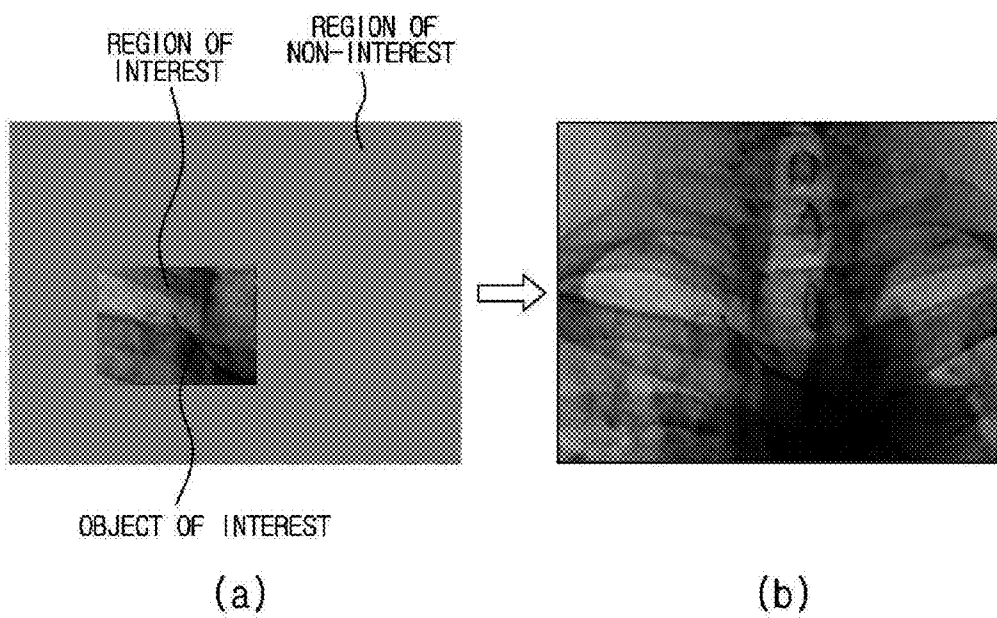 REGION OF
INTEREST
REGION OF
NON-INTEREST
OBJECT OF INTEREST
(a)
(b)